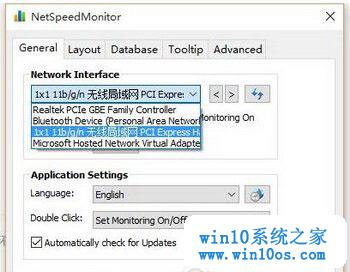 NetSpeedMonitor
General Layout Database Tooltip Advanced
Network Interface
1x1 11b/g/n 无线局域网 PCI Expres
< >
Realtek PCIe GBE Family Controller
Bluetooth Device (Personal Area Network
1x1 11b/g/n 无线局域网 PCI Express Ha
Microsoft Hosted Network Virtual Adapte
oring On
Application Settings
Language: English
Double Click: Set Monitoring On/Off
Automatically check for Updates
win10系统之家
www.win10os.com